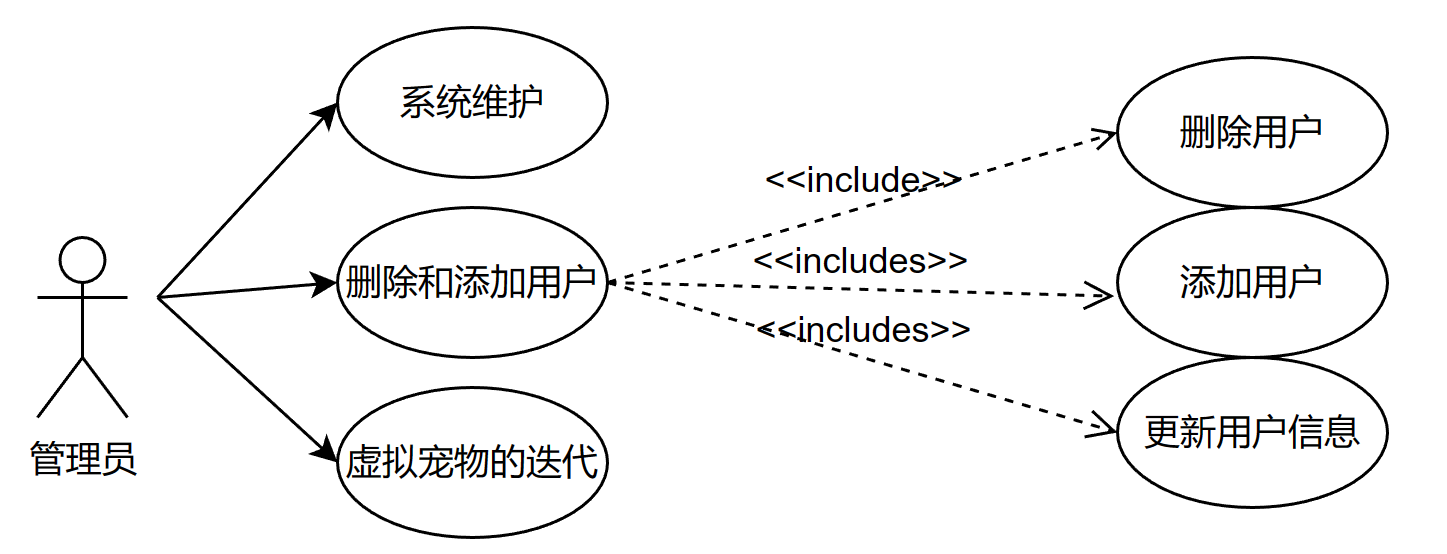 系统维护
删除用户
<<include>>
<<includes>>
删除和添加用户
添加用户
<<includes>>
更新用户信息
管理员
虚拟宠物的迭代